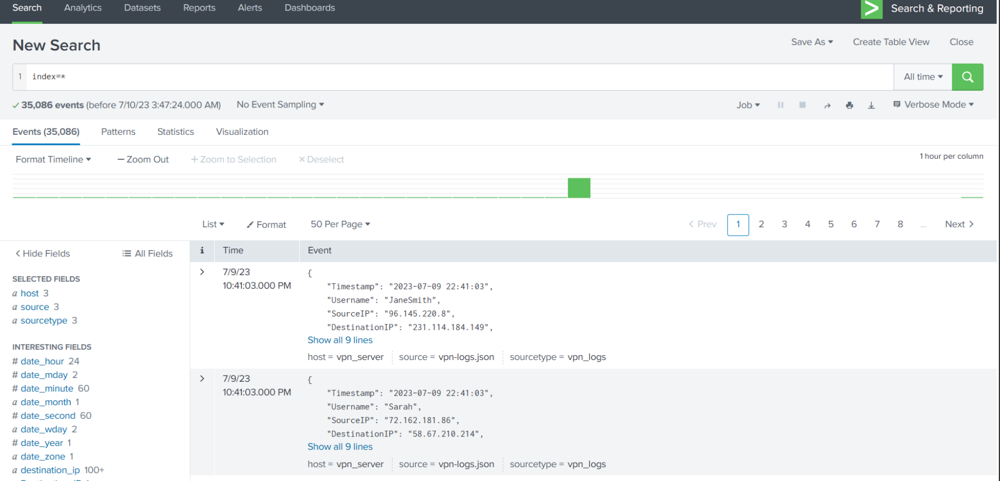 Search Analytics Datasets Reports Alerts Dashboards
> Search & Reporting
New Search
Save As ▾ Create Table View Close
1 index=*
All time ▾
✓ 35,086 events (before 7/10/23 3:47:24.000 AM) No Event Sampling ▾
Job ▾ Verbose Mode ▾
Events (35,086) Patterns Statistics Visualization
Format Timeline ▾ — Zoom Out + Zoom to Selection × Deselect
1 hour per column
List ▾ Format 50 Per Page ▾
< Prev 1 2 3 4 5 6 7 8 ... Next >
< Hide Fields All Fields
SELECTED FIELDS
a host 3
a source 3
a sourcetype 3
INTERESTING FIELDS
# date_hour 24
# date_mday 2
# date_minute 60
a date_month 1
# date_second 60
a date_wday 2
# date_year 1
a date_zone 1
a destination_ip 100+
i Time Event
> 7/9/23
10:41:03.000 PM
{
"Timestamp": "2023-07-09 22:41:03",
"Username": "JaneSmith",
"SourceIP": "96.145.220.8",
"DestinationIP": "231.114.184.149",
Show all 9 lines
host = vpn_server source = vpn-logs.json sourcetype = vpn_logs
> 7/9/23
10:41:03.000 PM
{
"Timestamp": "2023-07-09 22:41:03",
"Username": "Sarah",
"SourceIP": "72.162.181.86",
"DestinationIP": "58.67.210.214",
Show all 9 lines
host = vpn_server source = vpn-logs.json sourcetype = vpn_logs